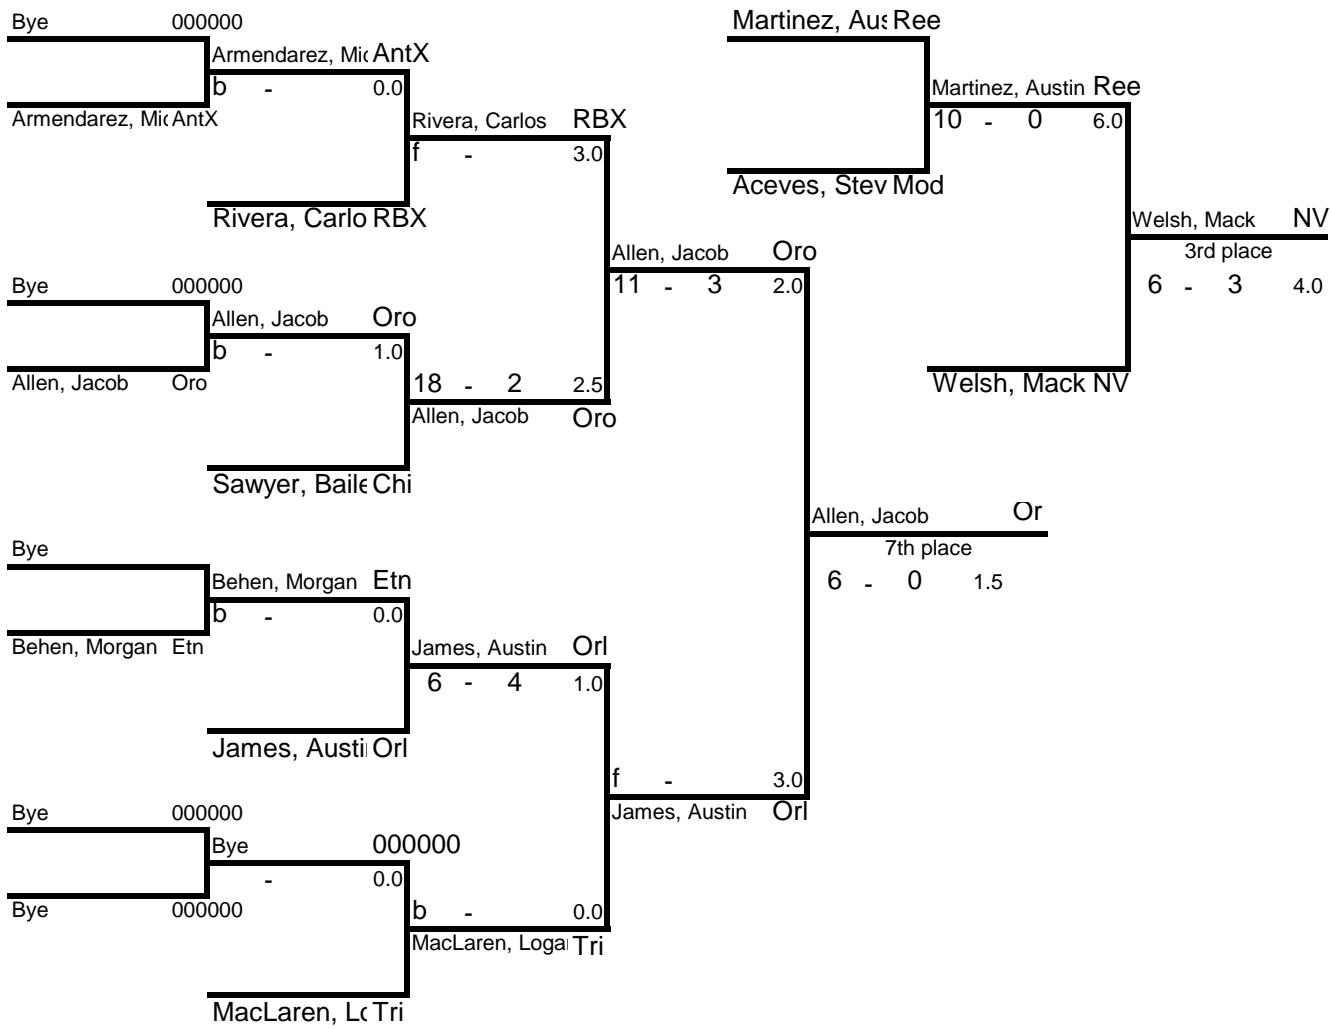 Bye 000000
Armendarez, Mic AntX
b - 0.0
Armendarez, Mic AntX
Rivera, Carlos RBX
f - 3.0
Rivera, Carlo RBX
Bye 000000
Allen, Jacob Oro
b - 1.0
Allen, Jacob Oro
18 - 2 2.5
Allen, Jacob Oro
Sawyer, Baile Chi
Allen, Jacob Oro
11 - 3 2.0
Bye
Behen, Morgan Etn
b - 0.0
Behen, Morgan Etn
James, Austin Orl
6 - 4 1.0
James, Austi Orl
Bye 000000
Bye 000000
- 0.0
Bye 000000
b - 0.0
MacLaren, Loga Tri
MacLaren, Lo Tri
f - 3.0
James, Austin Orl
Allen, Jacob Or
7th place
6 - 0 1.5
Martinez, Aus Ree
Martinez, Austin Ree
10 - 0 6.0
Aceves, Stev Mod
Welsh, Mack NV
3rd place
6 - 3 4.0
Welsh, Mack NV